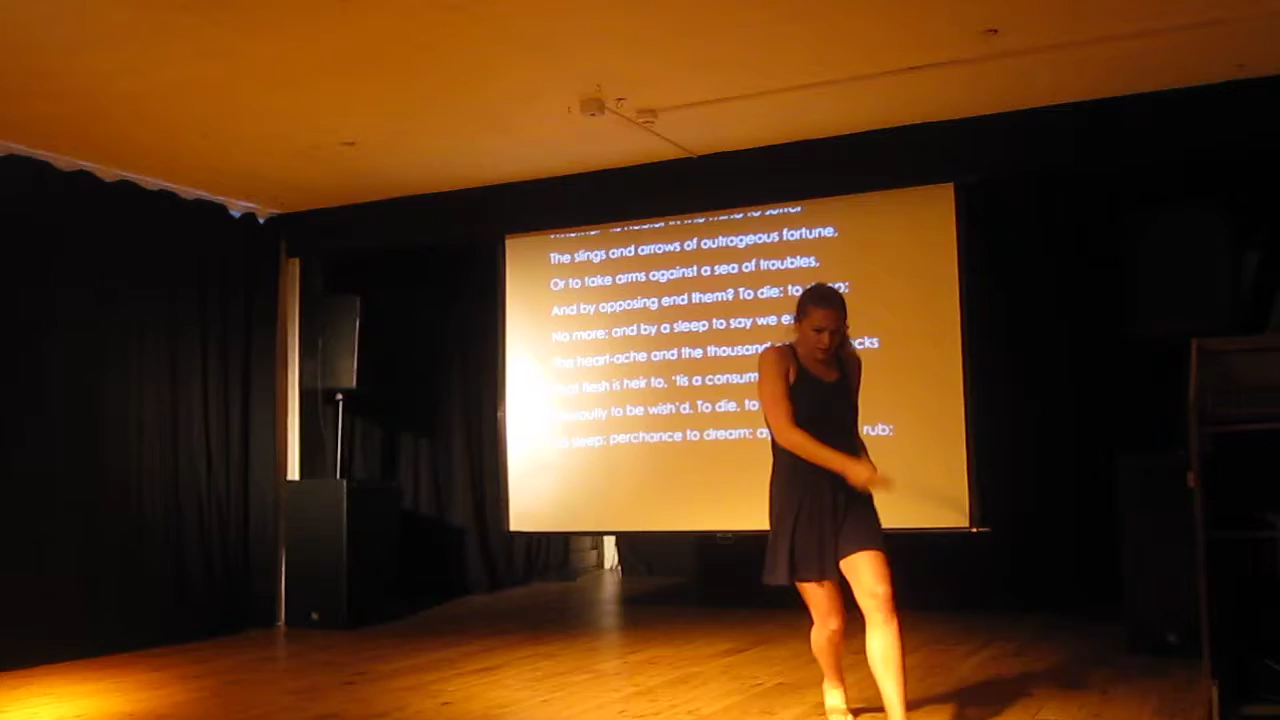 The slings and arrows of outrageous fortune,
Or to take arms against a sea of troubles,
And by opposing end them? To die: to
No more; and by a sleep to say we
heart-ache and the thousand
flesh is heir to, 'tis a
to be wish'd. To die, to
sleep; perchance to dream: rub;